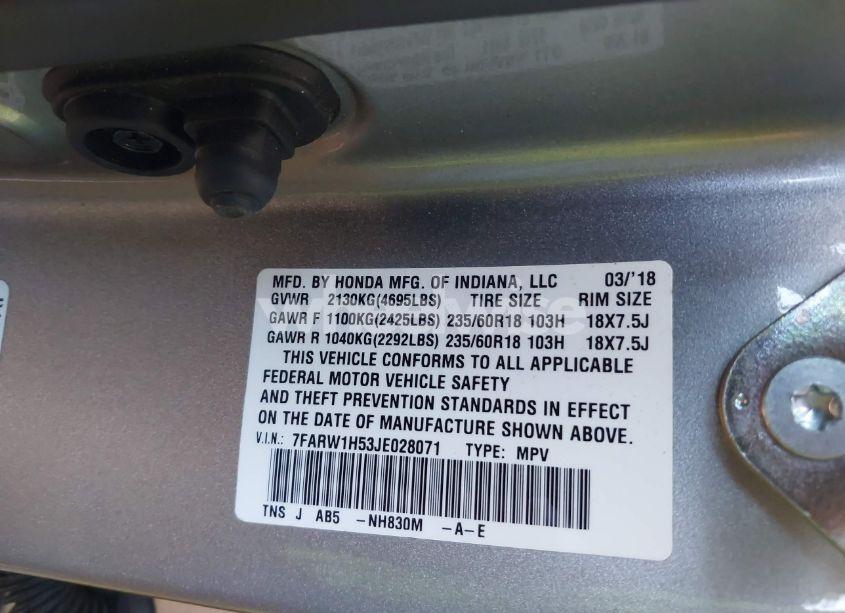 MFD. BY HONDA MFG. OF INDIANA, LLC 03/'18
GVWR 2130KG(4695LBS) TIRE SIZE RIM SIZE
GAWR F 1100KG(2425LBS) 235/60R18 103H 18X7.5J
GAWR R 1040KG(2292LBS) 235/60R18 103H 18X7.5J
THIS VEHICLE CONFORMS TO ALL APPLICABLE
FEDERAL MOTOR VEHICLE SAFETY
AND THEFT PREVENTION STANDARDS IN EFFECT
ON THE DATE OF MANUFACTURE SHOWN ABOVE.
V.I.N.: 7FARW1H53JE028071 TYPE: MPV
TNS J AB5 -NH830M -A-E